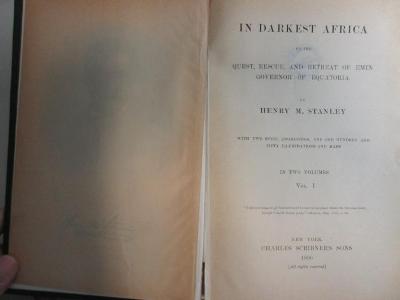 IN DARKEST AFRICA
OR THE
QUEST, RESCUE, AND RETREAT OF EMIN
GOVERNOR OF EQUATORIA
BY
HENRY M. STANLEY
WITH TWO STEEL ENGRAVINGS, AND ONE HUNDRED AND
FIFTY ILLUSTRATIONS AND MAPS
IN TWO VOLUMES
VOL. I
NEW YORK
CHARLES SCRIBNER'S SONS
1890
[All rights reserved]